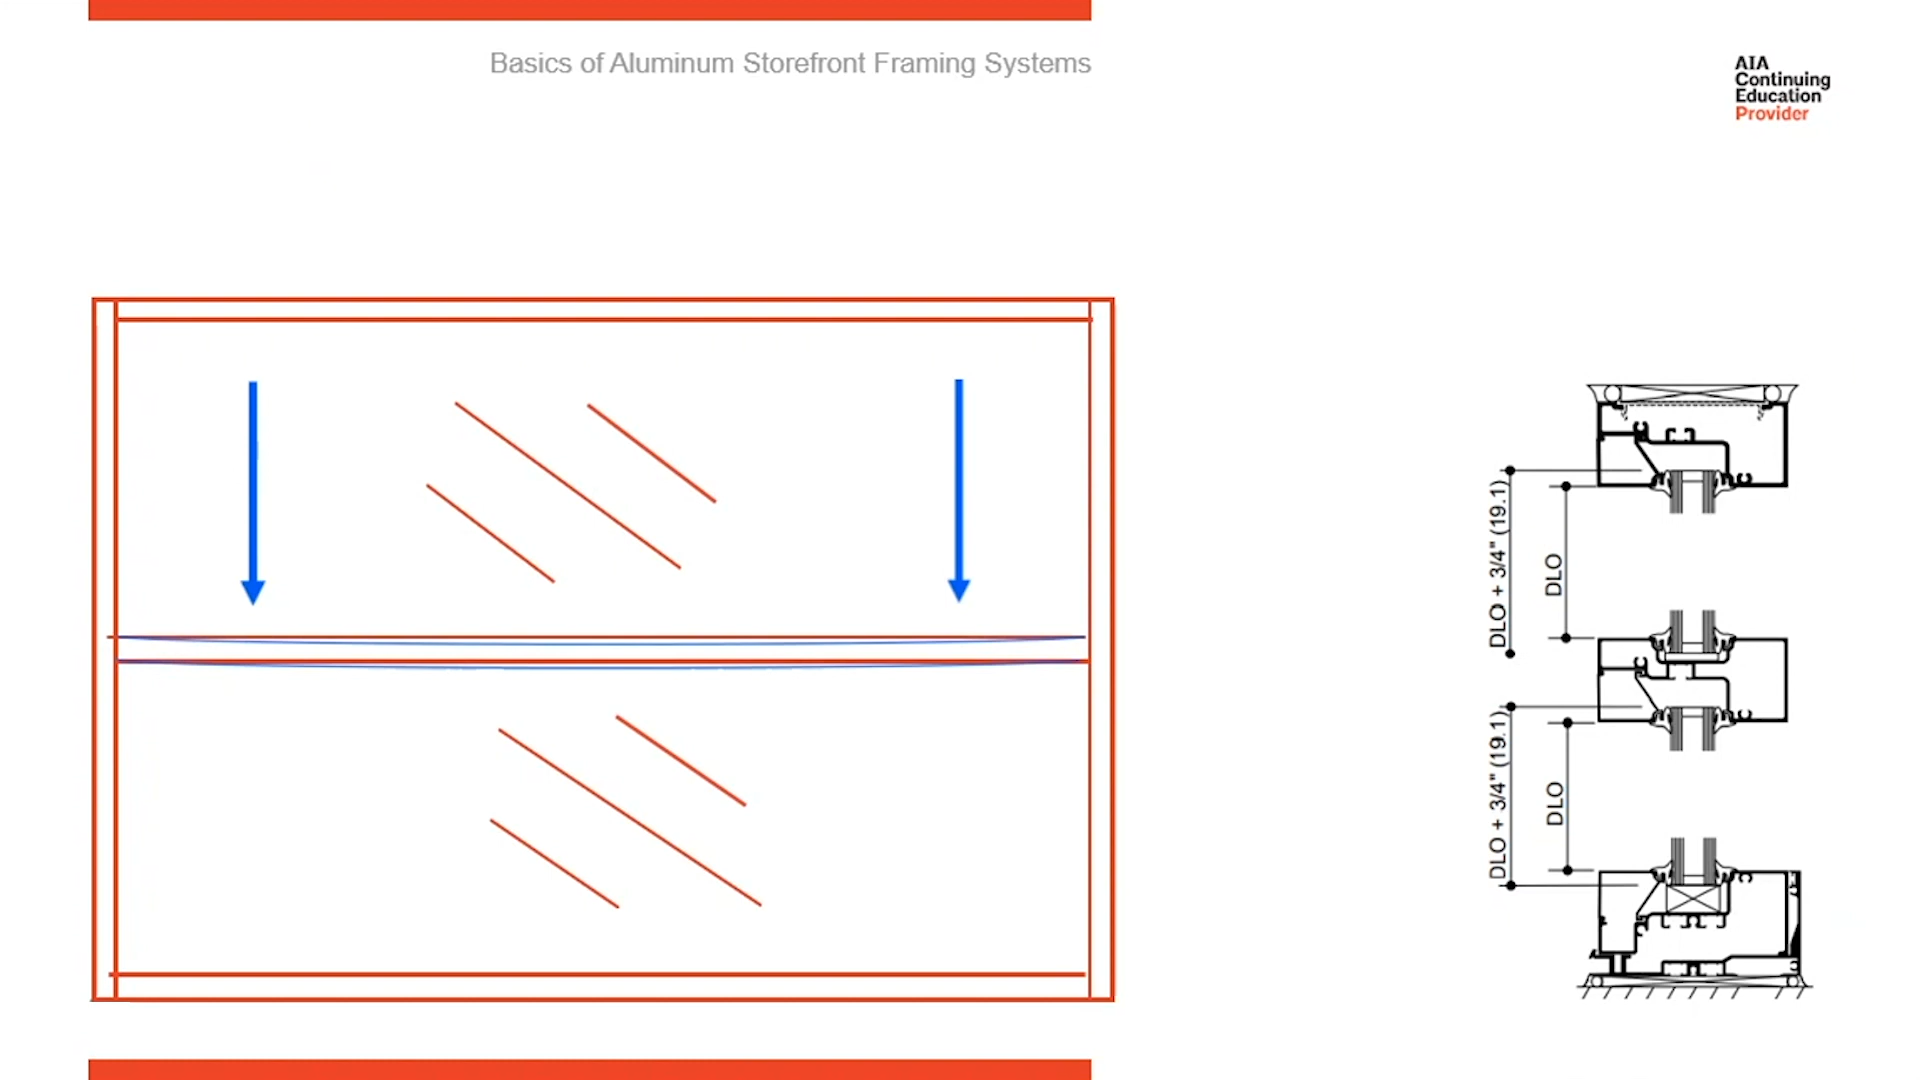 Basics of Aluminum Storefront Framing Systems
AIA
Continuing
Education
Provider
DLO + 3/4" (19.1)
DLO
DLO + 3/4" (19.1)
DLO